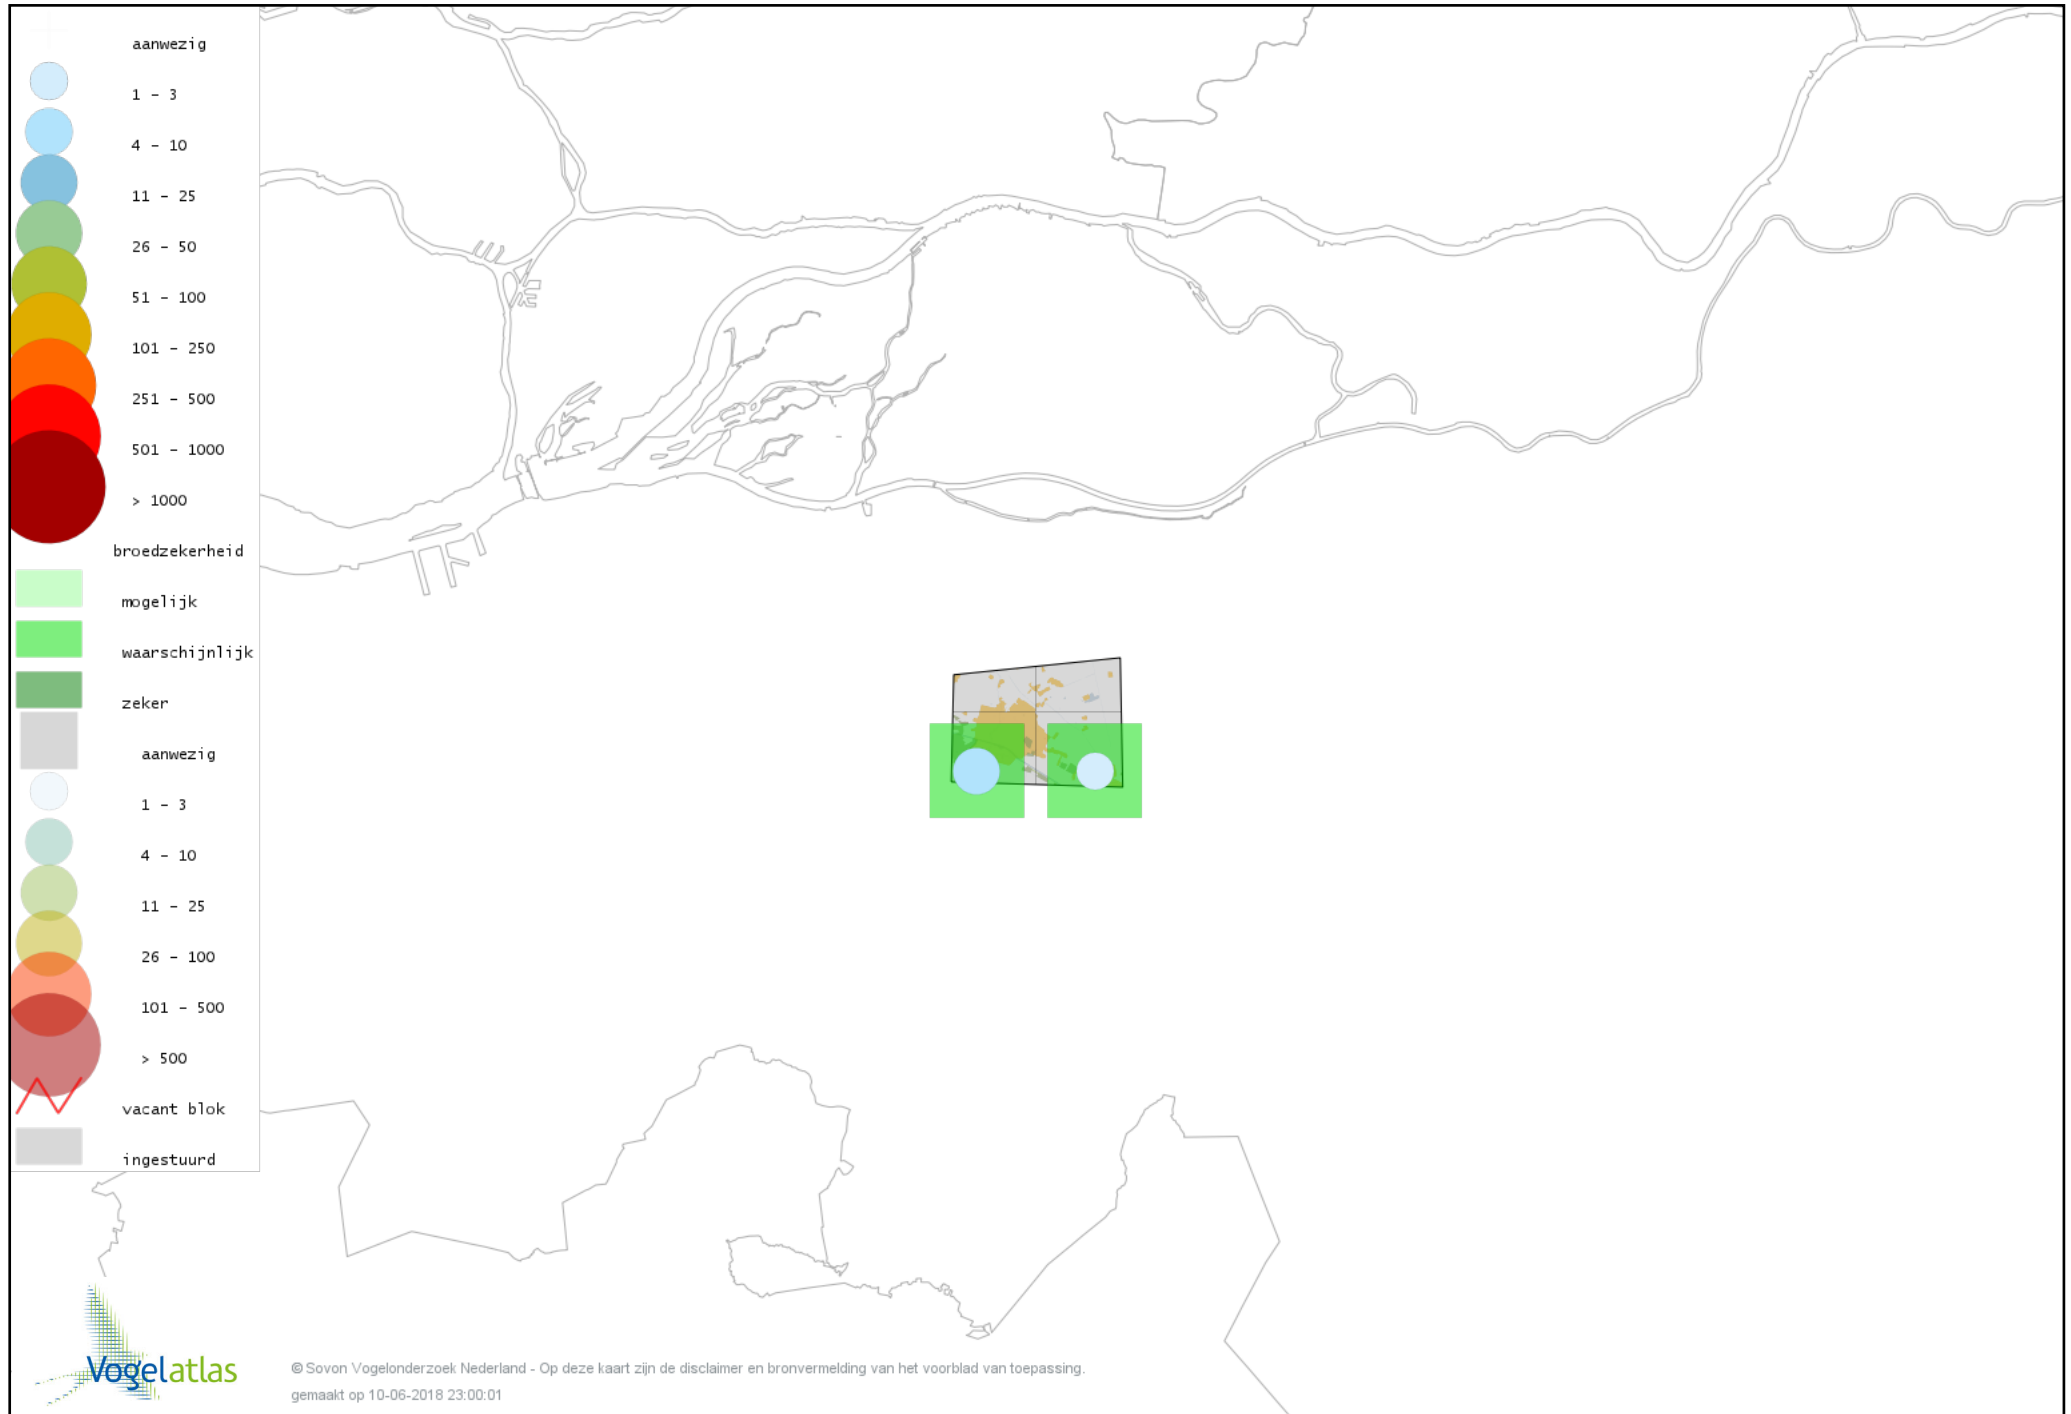 aanwezig
1 - 3
4 - 10
11 - 25
26 - 50
51 - 100
101 - 250
251 - 500
501 - 1000
> 1000
broedzekerheid
mogelijk
waarschijnlijk
zeker
aanwezig
1 - 3
4 - 10
11 - 25
26 - 100
101 - 500
> 500
vacant blok
ingestuurd
Vogelatlas
© Sovon Vogelonderzoek Nederland - Op deze kaart zijn de disclaimer en bronvermelding van het voorblad van toepassing.
gemaakt op 10-06-2018 23:00:01